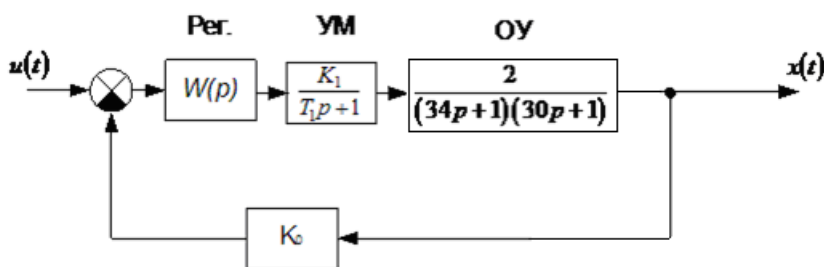 Рег. УМ ОУ
u(t) x(t)
W(p)
K₁
T₁p+1
2
(34p+1)(30p+1)
K₀